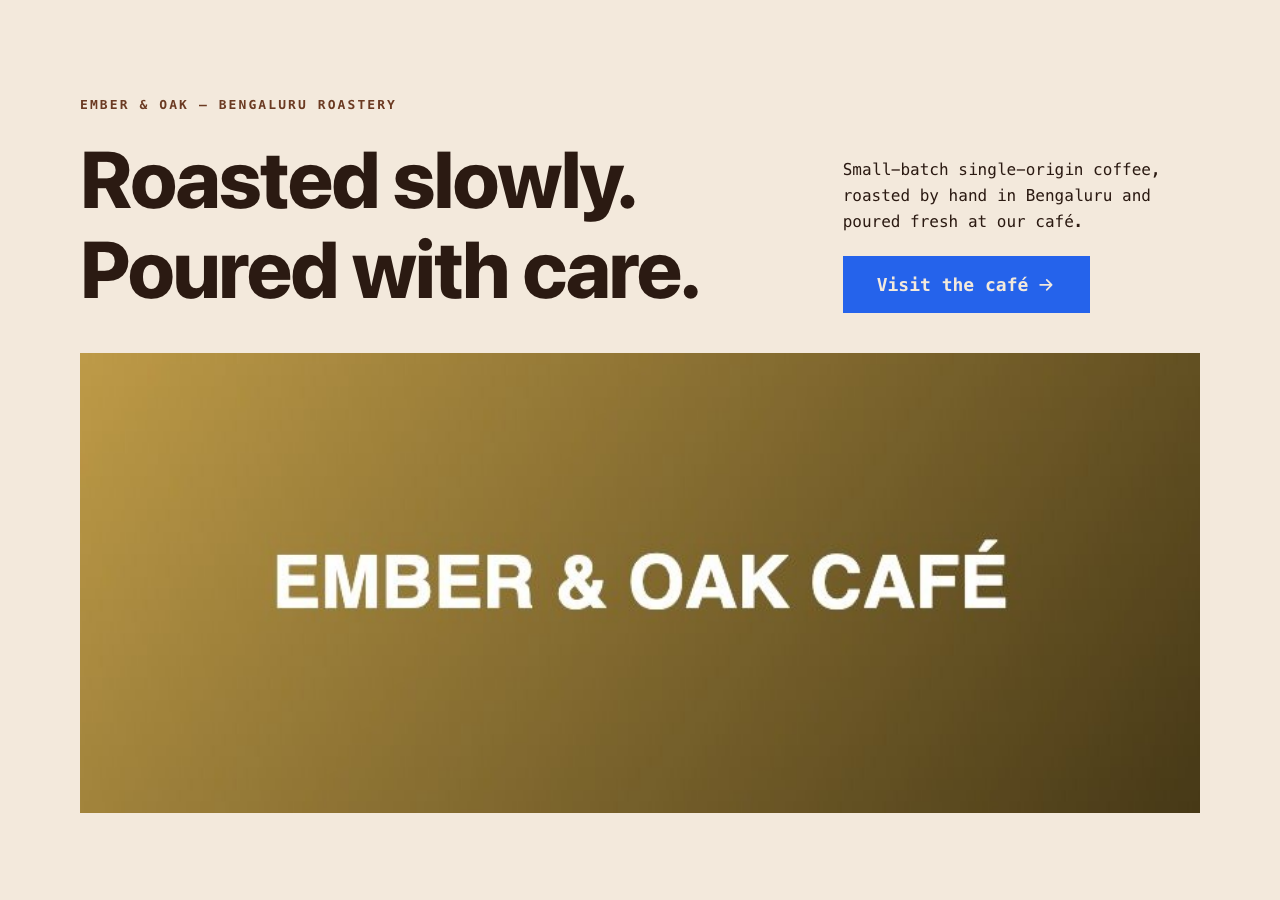 EMBER & OAK — BENGALURU ROASTERY
Roasted slowly.
Poured with care.
Small-batch single-origin coffee,
roasted by hand in Bengaluru and
poured fresh at our café.
Visit the café →
EMBER & OAK CAFÉ